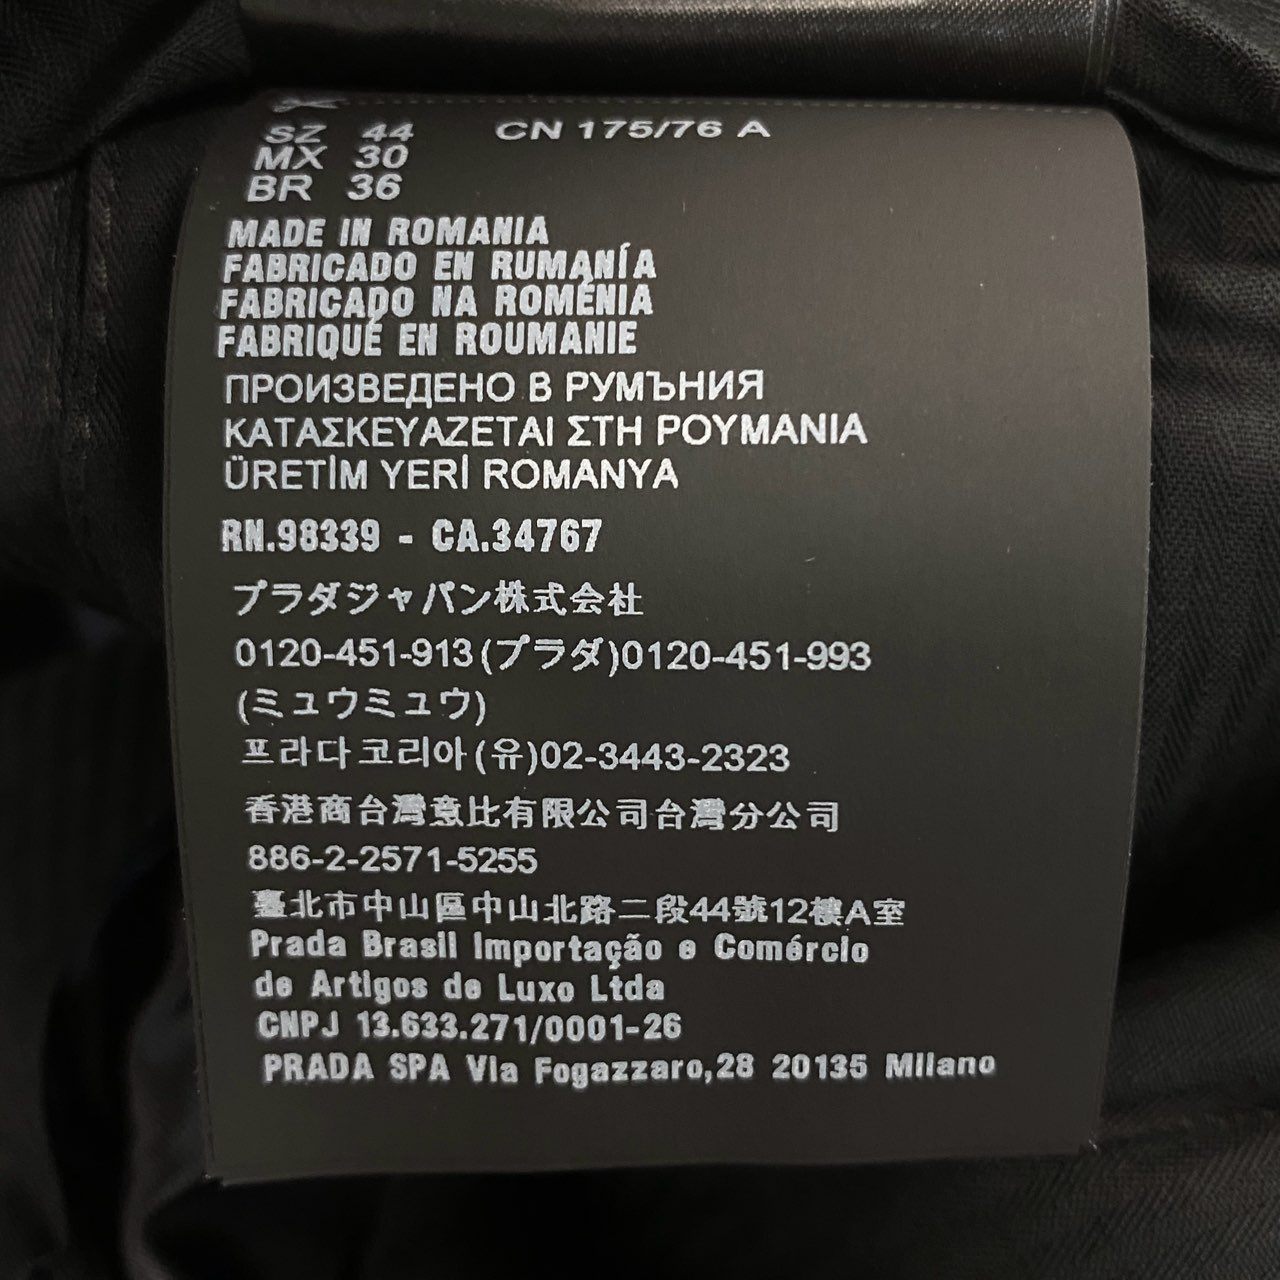 SZ 44 CN 175/76 A
MX 30
BR 36
MADE IN ROMANIA
FABRICADO EN RUMANÍA
FABRICADO NA ROMÉNIA
FABRIQUÉ EN ROUMANIE
ПРОИЗВЕДЕНО В РУМЪНИЯ
ΚΑΤΑΣΚΕΥΑΖΕΤΑΙ ΣΤΗ ΡΟΥΜΑΝΙΑ
ÜRETİM YERİ ROMANYA
RN.98339 - CA.34767
プラダジャパン株式会社
0120-451-913(プラダ)0120-451-993
(ミュウミュウ)
프라다코리아(유)02-3443-2323
香港商台灣意比有限公司台灣分公司
886-2-2571-5255
臺北市中山區中山北路二段44號12樓A室
Prada Brasil Importação e Comércio
de Artigos de Luxo Ltda
CNPJ 13.633.271/0001-26
PRADA SPA Via Fogazzaro,28 20135 Milano